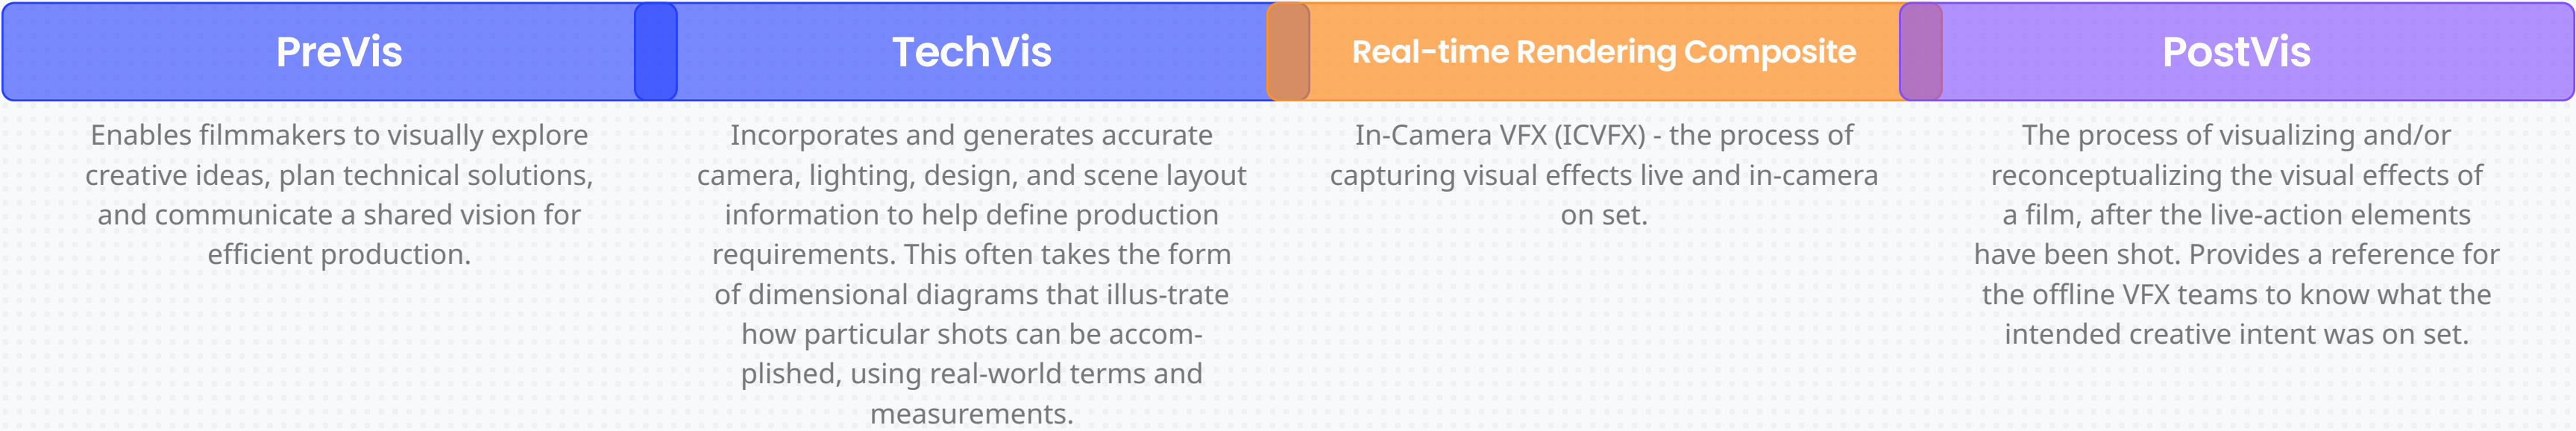 PreVis
Enables filmmakers to visually explore
creative ideas, plan technical solutions,
and communicate a shared vision for
efficient production.
TechVis
Incorporates and generates accurate
camera, lighting, design, and scene layout
information to help define production
requirements. This often takes the form
of dimensional diagrams that illus-trate
how particular shots can be accom-
plished, using real-world terms and
measurements.
Real-time Rendering Composite
In-Camera VFX (ICVFX) - the process of
capturing visual effects live and in-camera
on set.
PostVis
The process of visualizing and/or
reconceptualizing the visual effects of
a film, after the live-action elements
have been shot. Provides a reference for
the offline VFX teams to know what the
intended creative intent was on set.